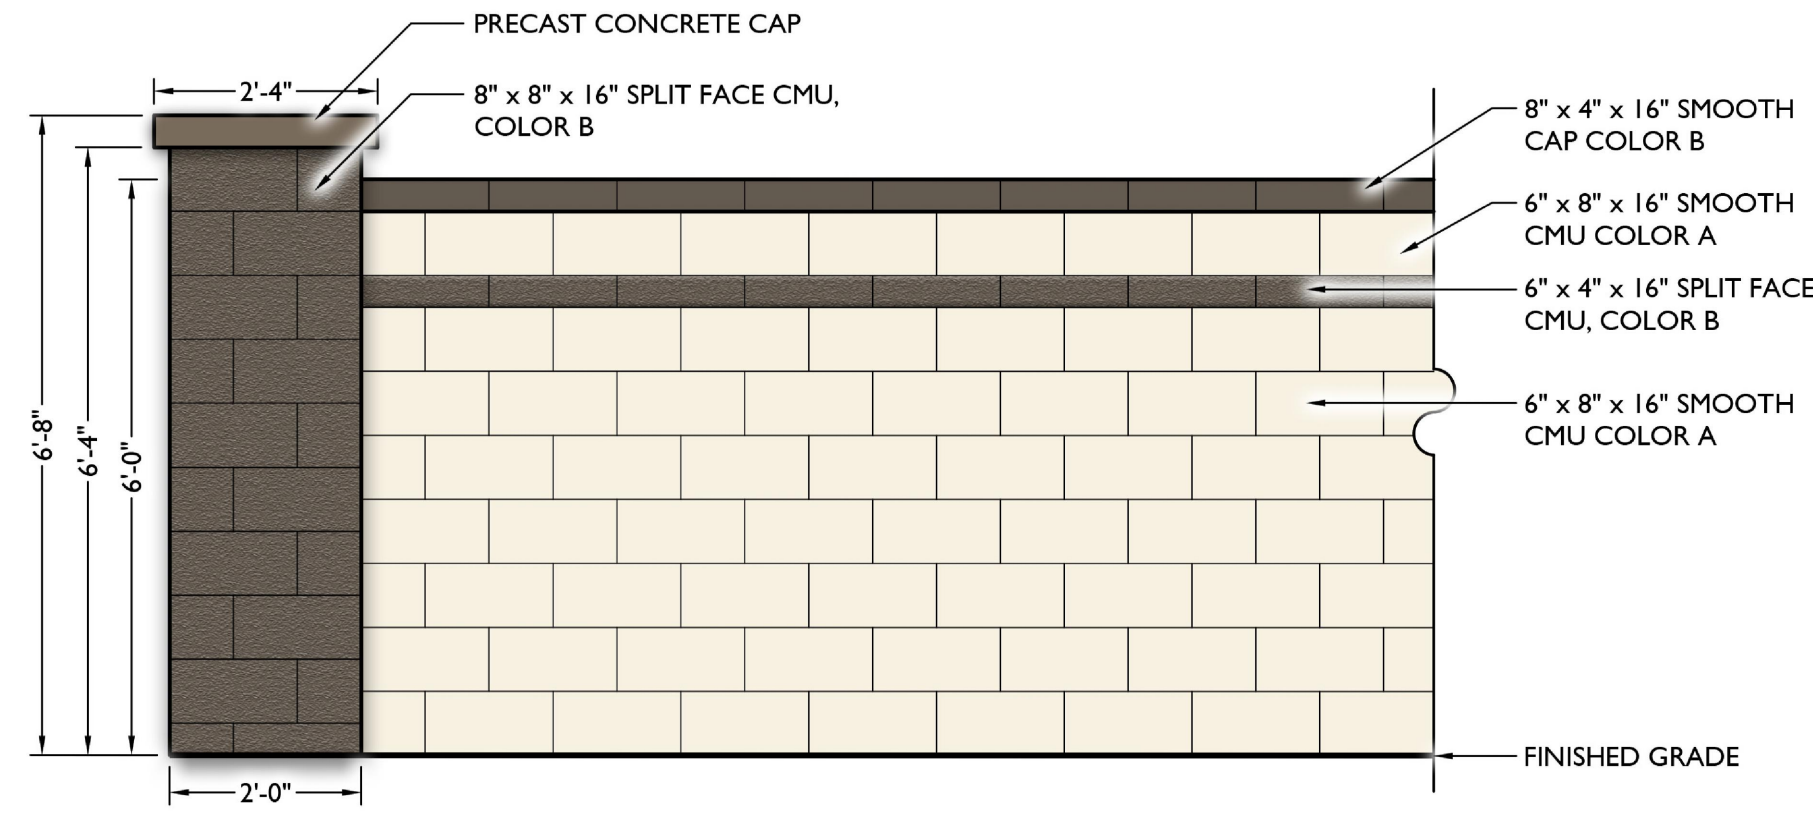 PRECAST CONCRETE CAP
2'-4"
8" x 8" x 16" SPLIT FACE CMU,
COLOR B
8" x 4" x 16" SMOOTH
CAP COLOR B
6" x 8" x 16" SMOOTH
CMU COLOR A
6" x 4" x 16" SPLIT FACE
CMU, COLOR B
6" x 8" x 16" SMOOTH
CMU COLOR A
6'-8"
6'-4"
6'-0"
FINISHED GRADE
2'-0"